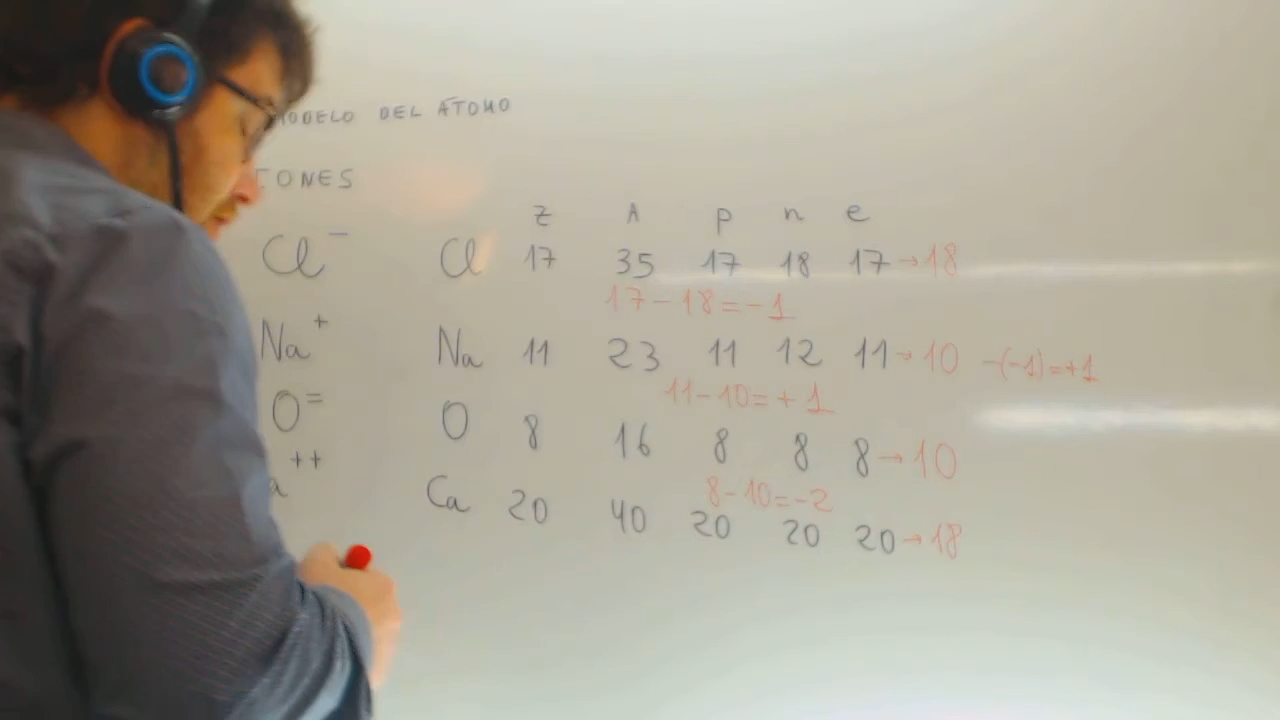 MODELO DEL ÁTOMO
IONES
Z A p n e
Cl⁻ Cl 17 35 17 18 17→18
17-18=-1
Na⁺ Na 11 23 11 12 11→10 -(-1)=+1
11-10=+1
O⁼ O 8 16 8 8 8→10
8-10=-2
a⁺⁺ Ca 20 40 20 20 20→18